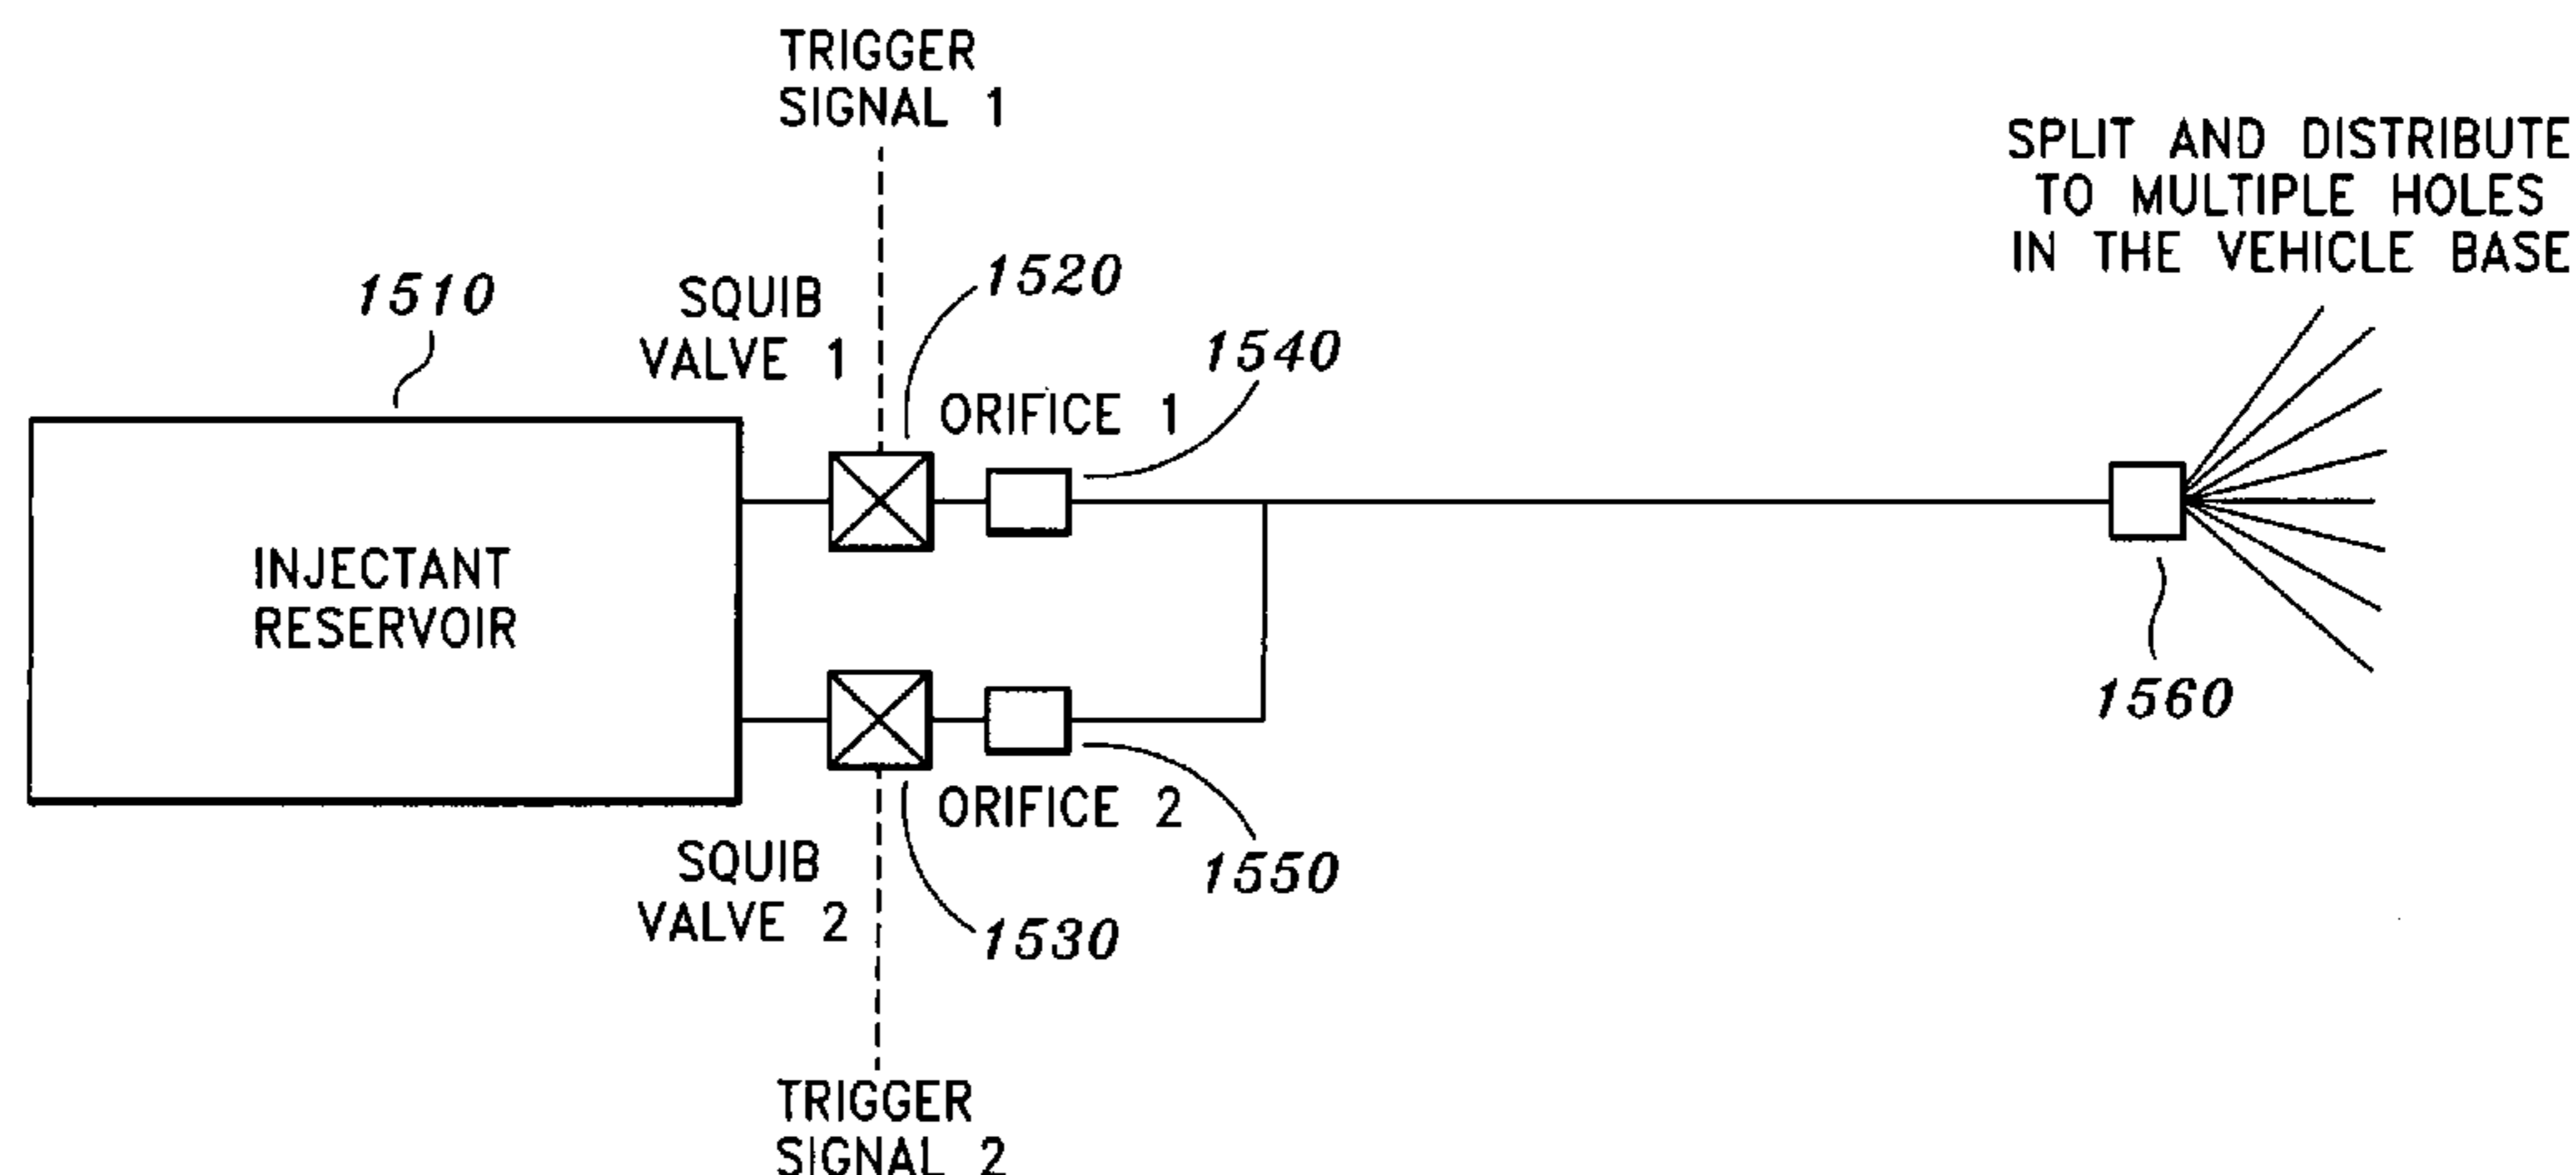 TRIGGER
SIGNAL 1
SPLIT AND DISTRIBUTE
TO MULTIPLE HOLES
IN THE VEHICLE BASE
1510
SQUIB
VALVE 1
1520
ORIFICE 1
1540
INJECTANT
RESERVOIR
1560
ORIFICE 2
1550
SQUIB
VALVE 2
1530
TRIGGER
SIGNAL 2